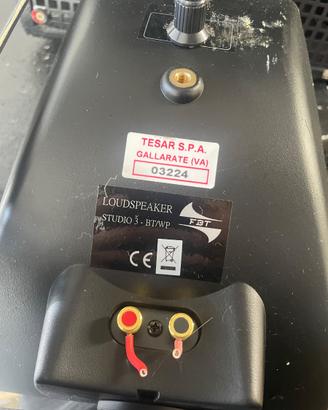 TESAR S.P.A.
GALLARATE (VA)
03224
LOUDSPEAKER
STUDIO 3 - BT/WP
FBT
CE